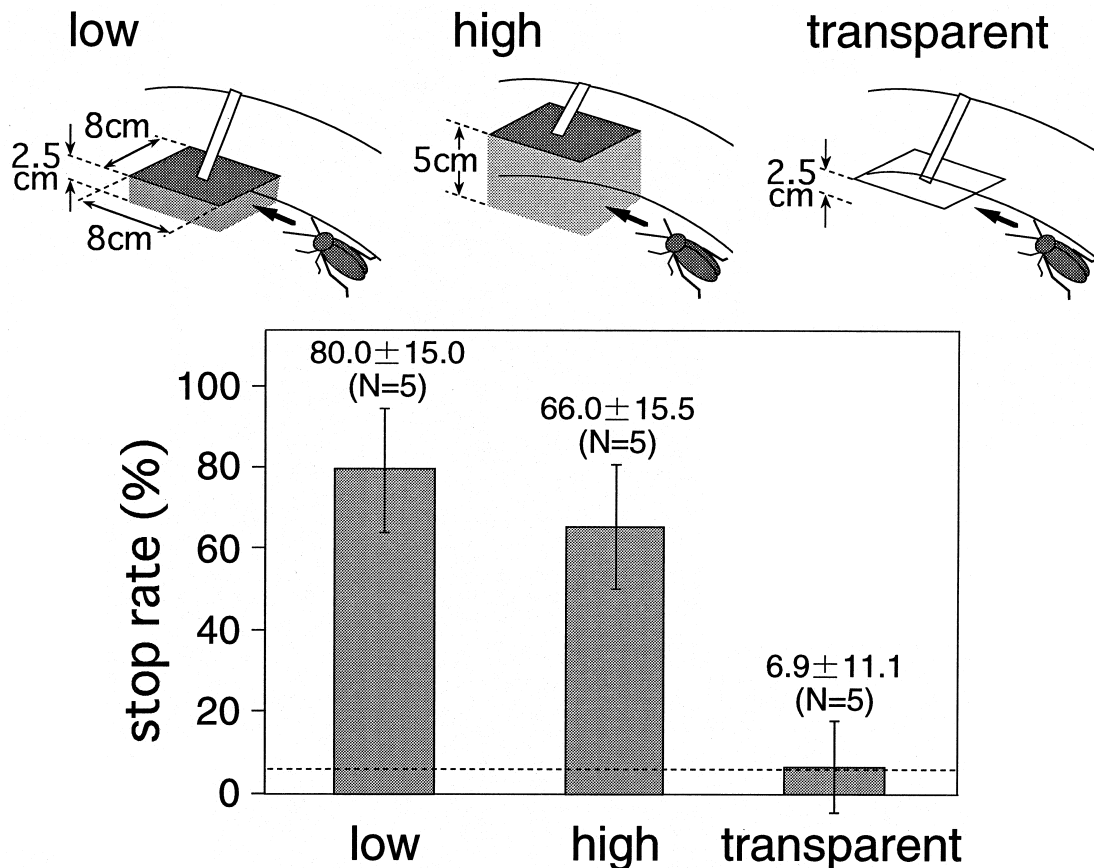 low
high
transparent
8cm
2.5
cm
8cm
5cm
2.5
cm
stop rate (%)
100
80
60
40
20
0
80.0±15.0
(N=5)
66.0±15.5
(N=5)
6.9±11.1
(N=5)
low
high
transparent